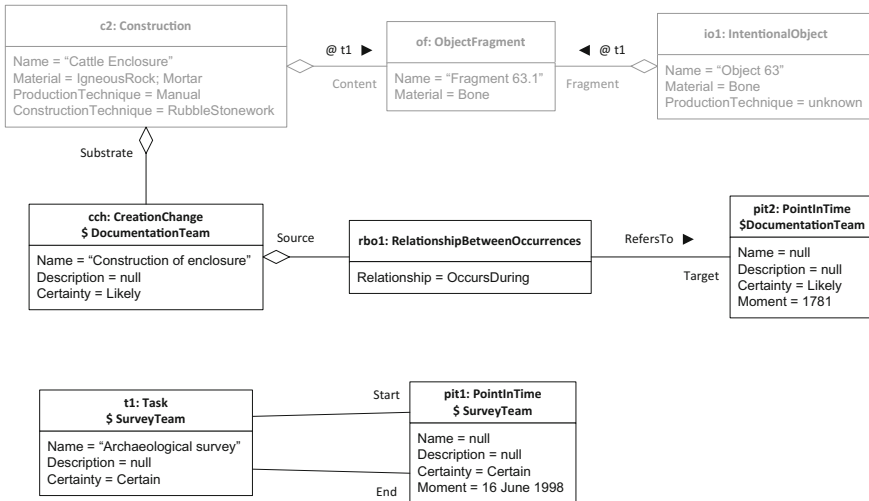 c2: Construction
Name = “Cattle Enclosure”
Material = IgneousRock; Mortar
ProductionTechnique = Manual
ConstructionTechnique = RubbleStonework
@ t1 ►
Content
of: ObjectFragment
Name = “Fragment 63.1”
Material = Bone
◄ @ t1
Fragment
io1: IntentionalObject
Name = “Object 63”
Material = Bone
ProductionTechnique = unknown
Substrate
cch: CreationChange
$ DocumentationTeam
Name = “Construction of enclosure”
Description = null
Certainty = Likely
Source
rbo1: RelationshipBetweenOccurrences
Relationship = OccursDuring
RefersTo ►
Target
pit2: PointInTime
$DocumentationTeam
Name = null
Description = null
Certainty = Likely
Moment = 1781
t1: Task
$ SurveyTeam
Name = “Archaeological survey”
Description = null
Certainty = Certain
Start
End
pit1: PointInTime
$ SurveyTeam
Name = null
Description = null
Certainty = Certain
Moment = 16 June 1998